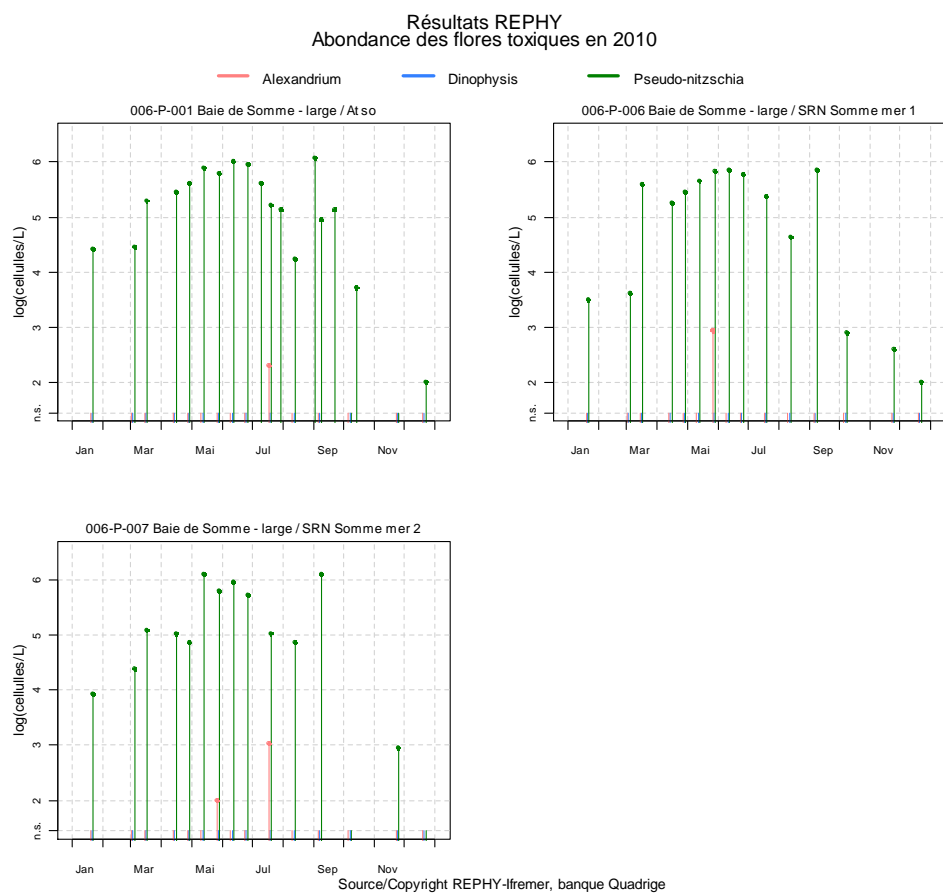 Résultats REPHY
Abondance des flores toxiques en 2010
Alexandrium Dinophysis Pseudo-nitzschia
006-P-001 Baie de Somme - large / At so
log(cellulles/L)
6
5
4
3
2
n.s.
Jan Mar Mai Jul Sep Nov
006-P-006 Baie de Somme - large / SRN Somme mer 1
log(cellulles/L)
6
5
4
3
2
n.s.
Jan Mar Mai Jul Sep Nov
006-P-007 Baie de Somme - large / SRN Somme mer 2
log(cellulles/L)
6
5
4
3
2
n.s.
Jan Mar Mai Jul Sep Nov
Source/Copyright REPHY-Ifremer, banque Quadrige